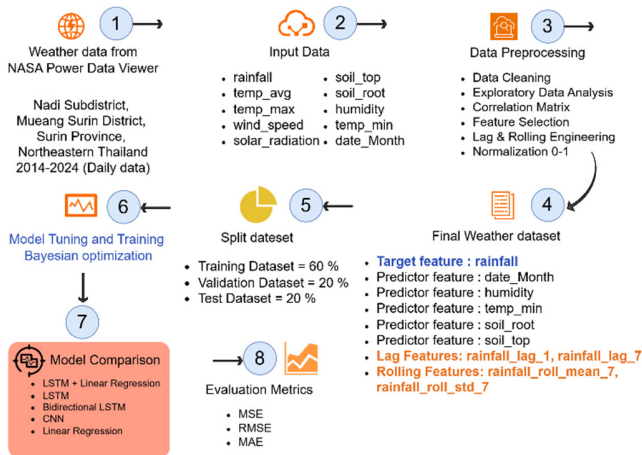 1
Weather data from
NASA Power Data Viewer
Nadi Subdistrict,
Mueang Surin District,
Surin Province,
Northeastern Thailand
2014-2024 (Daily data)
2
Input Data
• rainfall
• temp_avg
• temp_max
• wind_speed
• solar_radiation
• soil_top
• soil_root
• humidity
• temp_min
• date_Month
3
Data Preprocessing
• Data Cleaning
• Exploratory Data Analysis
• Correlation Matrix
• Feature Selection
• Lag & Rolling Engineering
• Normalization 0-1
4
Final Weather dataset
• Target feature : rainfall
• Predictor feature : date_Month
• Predictor feature : humidity
• Predictor feature : temp_min
• Predictor feature : soil_root
• Predictor feature : soil_top
• Lag Features: rainfall_lag_1, rainfall_lag_7
• Rolling Features: rainfall_roll_mean_7,
rainfall_roll_std_7
5
Split dateset
• Training Dataset = 60 %
• Validation Dataset = 20 %
• Test Dataset = 20 %
6
Model Tuning and Training
Bayesian optimization
7
Model Comparison
• LSTM + Linear Regression
• LSTM
• Bidirectional LSTM
• CNN
• Linear Regression
8
Evaluation Metrics
• MSE
• RMSE
• MAE